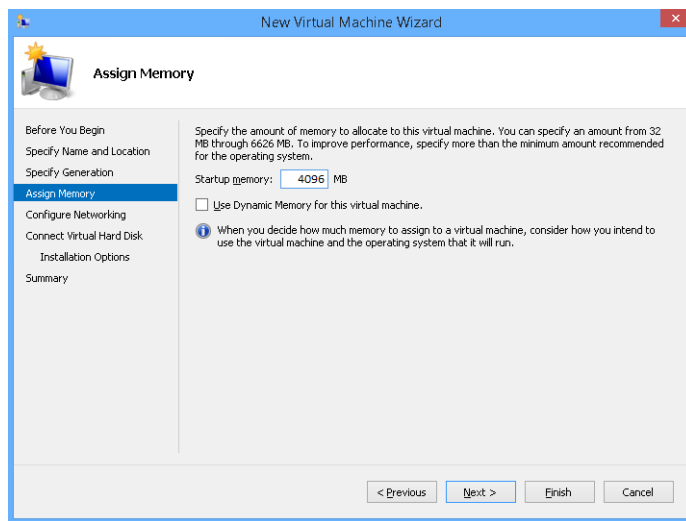 New Virtual Machine Wizard
Assign Memory
Before You Begin
Specify Name and Location
Specify Generation
Assign Memory
Configure Networking
Connect Virtual Hard Disk
Installation Options
Summary
Specify the amount of memory to allocate to this virtual machine. You can specify an amount from 32
MB through 6626 MB. To improve performance, specify more than the minimum amount recommended
for the operating system.
Startup memory: 4096 MB
Use Dynamic Memory for this virtual machine.
When you decide how much memory to assign to a virtual machine, consider how you intend to
use the virtual machine and the operating system that it will run.
< Previous Next > Finish Cancel